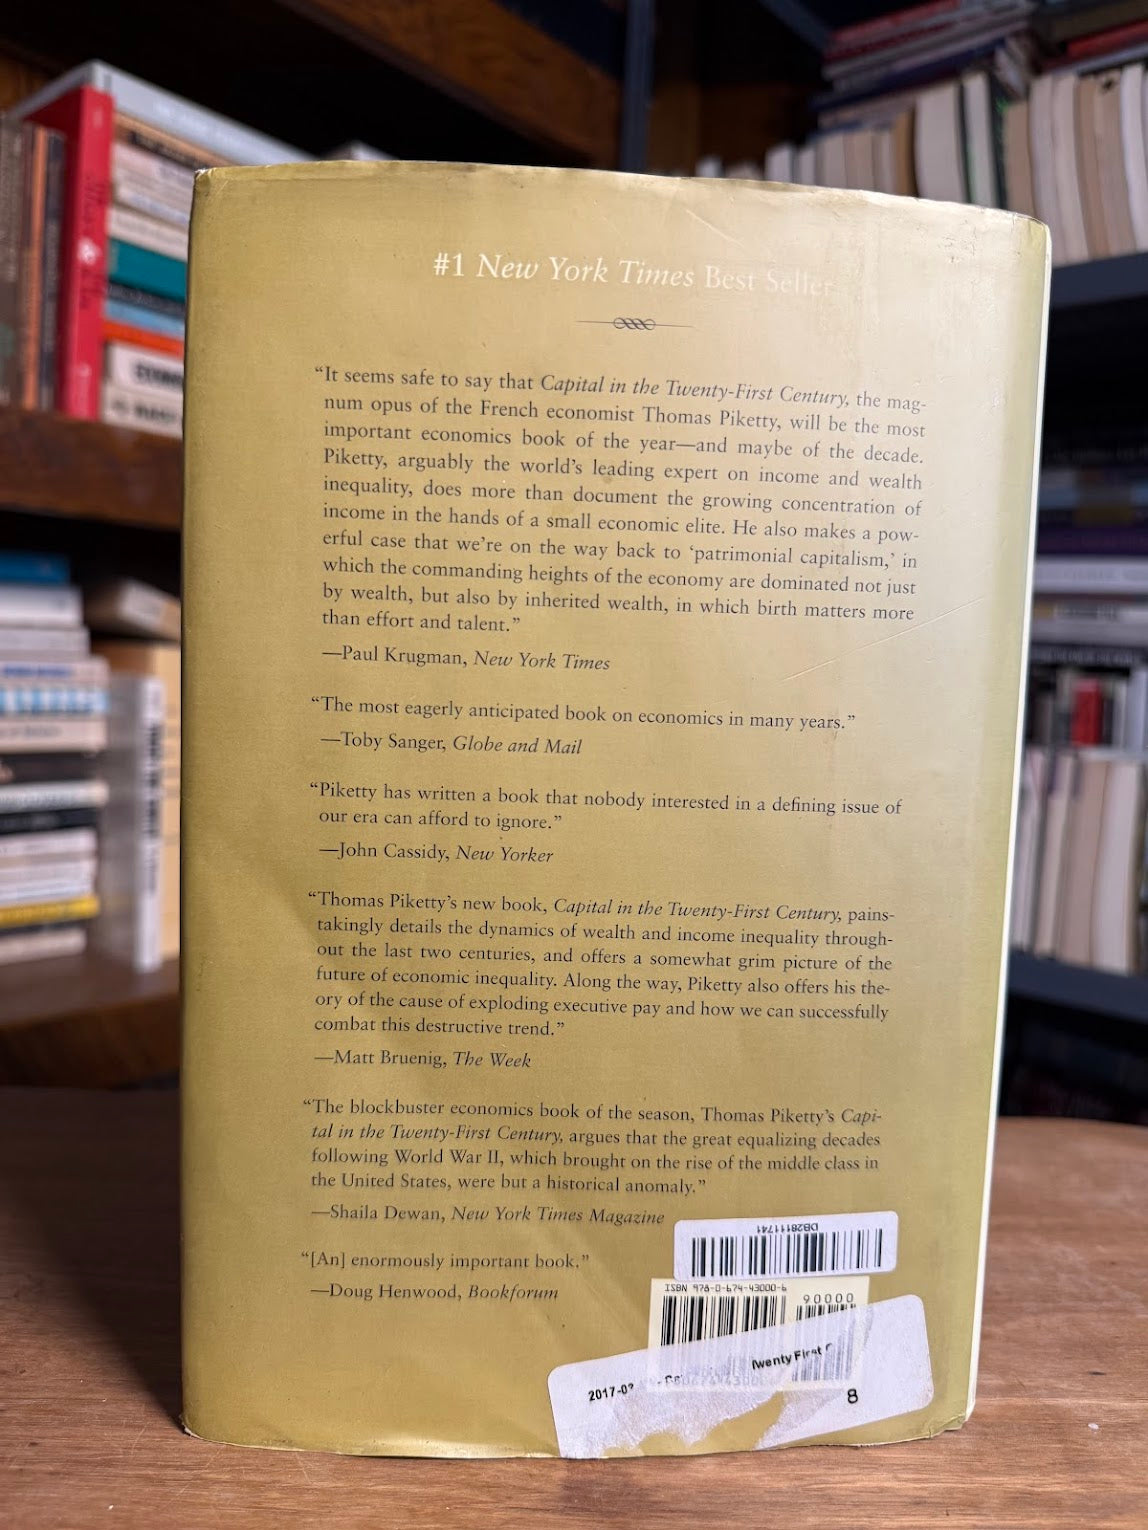 #1 New York Times Best Seller
“It seems safe to say that Capital in the Twenty-First Century, the mag-
num opus of the French economist Thomas Piketty, will be the most
important economics book of the year—and maybe of the decade.
Piketty, arguably the world’s leading expert on income and wealth
inequality, does more than document the growing concentration of
income in the hands of a small economic elite. He also makes a pow-
erful case that we’re on the way back to ‘patrimonial capitalism,’ in
which the commanding heights of the economy are dominated not just
by wealth, but also by inherited wealth, in which birth matters more
than effort and talent.”
—Paul Krugman, New York Times
“The most eagerly anticipated book on economics in many years.”
—Toby Sanger, Globe and Mail
“Piketty has written a book that nobody interested in a defining issue of
our era can afford to ignore.”
—John Cassidy, New Yorker
“Thomas Piketty’s new book, Capital in the Twenty-First Century, pains-
takingly details the dynamics of wealth and income inequality through-
out the last two centuries, and offers a somewhat grim picture of the
future of economic inequality. Along the way, Piketty also offers his the-
ory of the cause of exploding executive pay and how we can successfully
combat this destructive trend.”
—Matt Bruenig, The Week
“The blockbuster economics book of the season, Thomas Piketty’s Capi-
tal in the Twenty-First Century, argues that the great equalizing decades
following World War II, which brought on the rise of the middle class in
the United States, were but a historical anomaly.”
—Shaila Dewan, New York Times Magazine
“[An] enormously important book.”
—Doug Henwood, Bookforum
DB28111741
ISBN 978-0-674-43000-6
90000
Twenty First
2017-0
8